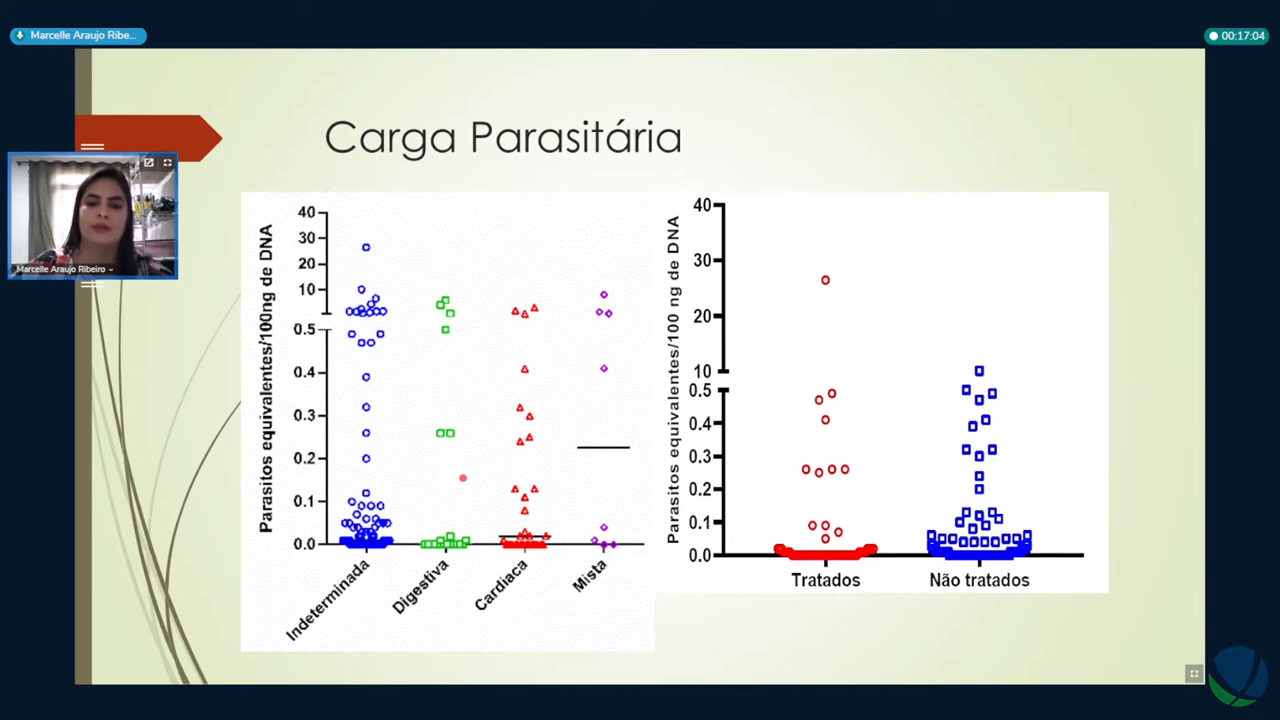 Marcelle Araujo Ribe...
00:17:04
Carga Parasitária
Marcelle Araujo Ribeiro
Parasitos equivalentes/100ng de DNA
40
30
20
10
0.5
0.4
0.3
0.2
0.1
0.0
Indeterminada
Digestiva
Cardiaca
Mista
Parasitos equivalentes/100 ng de DNA
40
30
20
10
0.5
0.4
0.3
0.2
0.1
0.0
Tratados
Não tratados